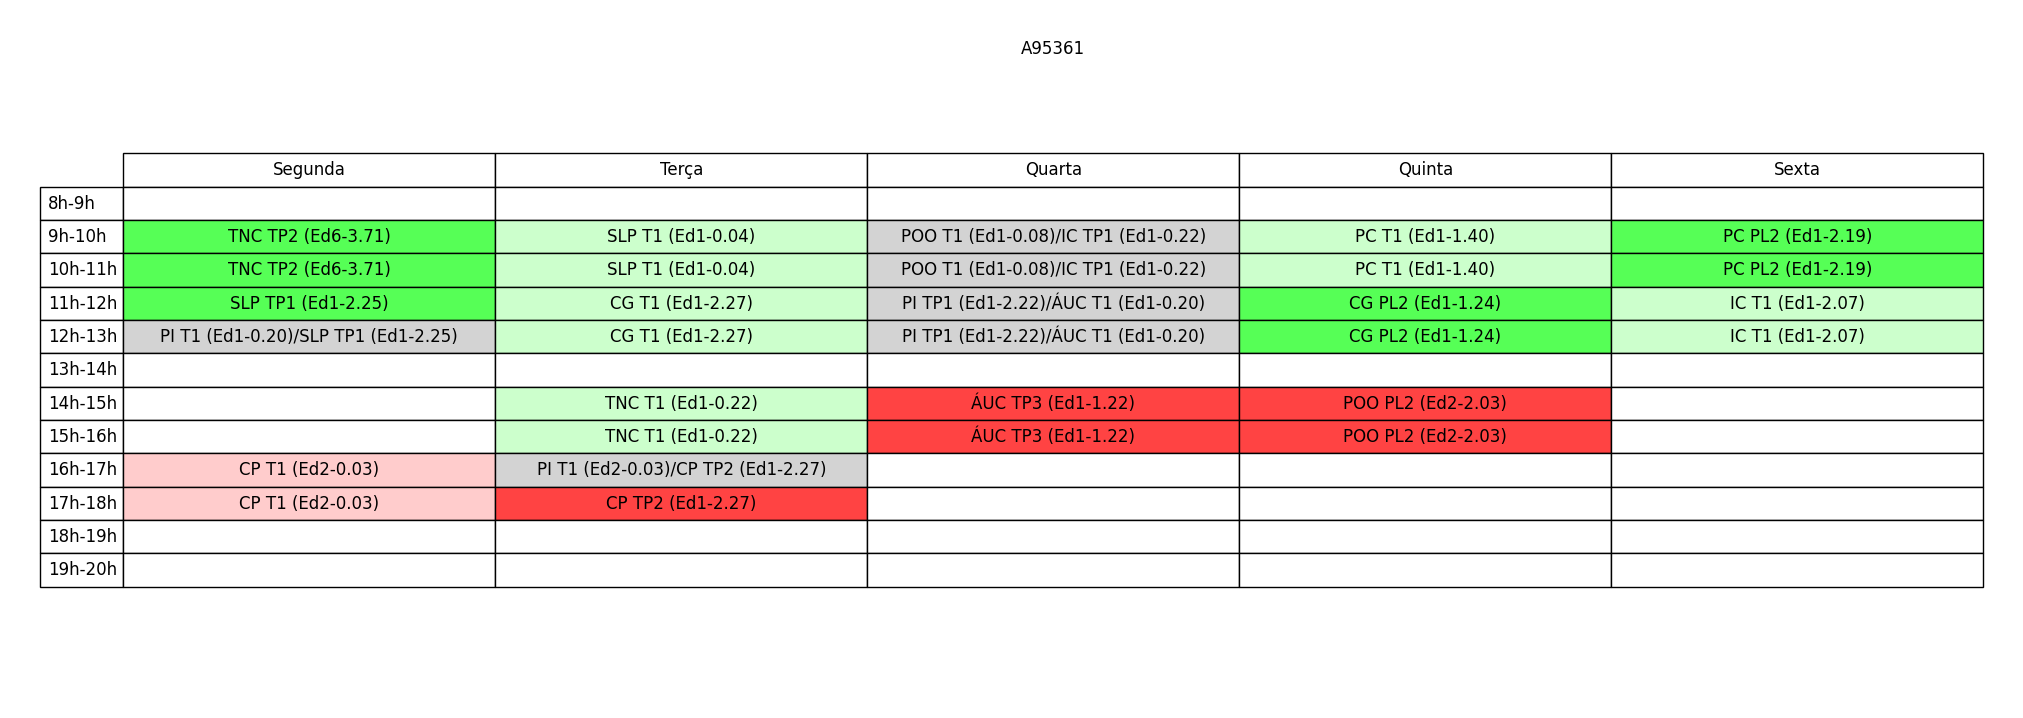 A95361
Segunda Terça Quarta Quinta Sexta
8h-9h
9h-10h TNC TP2 (Ed6-3.71) SLP T1 (Ed1-0.04) POO T1 (Ed1-0.08)/IC TP1 (Ed1-0.22) PC T1 (Ed1-1.40) PC PL2 (Ed1-2.19)
10h-11h TNC TP2 (Ed6-3.71) SLP T1 (Ed1-0.04) POO T1 (Ed1-0.08)/IC TP1 (Ed1-0.22) PC T1 (Ed1-1.40) PC PL2 (Ed1-2.19)
11h-12h SLP TP1 (Ed1-2.25) CG T1 (Ed1-2.27) PI TP1 (Ed1-2.22)/ÁUC T1 (Ed1-0.20) CG PL2 (Ed1-1.24) IC T1 (Ed1-2.07)
12h-13h PI T1 (Ed1-0.20)/SLP TP1 (Ed1-2.25) CG T1 (Ed1-2.27) PI TP1 (Ed1-2.22)/ÁUC T1 (Ed1-0.20) CG PL2 (Ed1-1.24) IC T1 (Ed1-2.07)
13h-14h
14h-15h TNC T1 (Ed1-0.22) ÁUC TP3 (Ed1-1.22) POO PL2 (Ed2-2.03)
15h-16h TNC T1 (Ed1-0.22) ÁUC TP3 (Ed1-1.22) POO PL2 (Ed2-2.03)
16h-17h CP T1 (Ed2-0.03) PI T1 (Ed2-0.03)/CP TP2 (Ed1-2.27)
17h-18h CP T1 (Ed2-0.03) CP TP2 (Ed1-2.27)
18h-19h
19h-20h